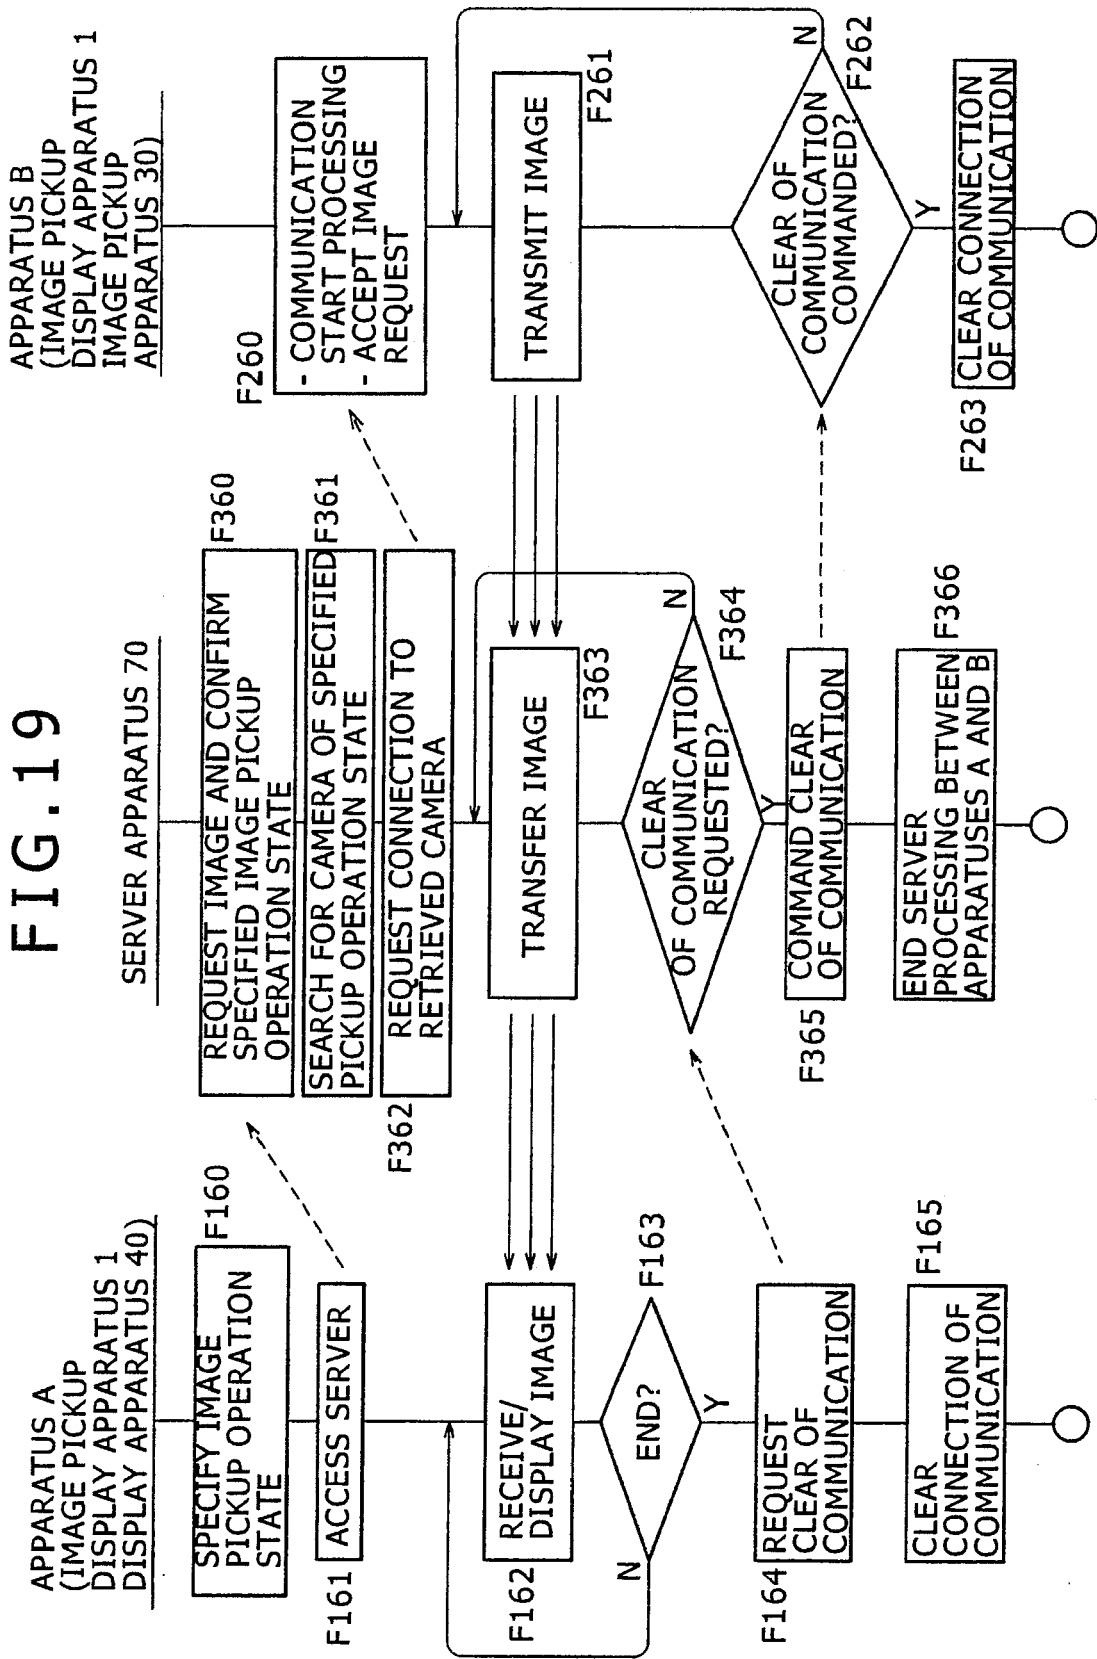 FIG.19
APPARATUS A
(IMAGE PICKUP
DISPLAY APPARATUS 1
DISPLAY APPARATUS 40)
SPECIFY IMAGE
PICKUP OPERATION
STATE
F160
F161
ACCESS SERVER
F162
RECEIVE/
DISPLAY IMAGE
END?
F163
N
Y
F164
REQUEST
CLEAR OF
COMMUNICATION
CLEAR
CONNECTION OF
COMMUNICATION
F165
SERVER APPARATUS 70
REQUEST IMAGE AND CONFIRM
SPECIFIED IMAGE PICKUP
OPERATION STATE
F360
SEARCH FOR CAMERA OF SPECIFIED
PICKUP OPERATION STATE
F361
F362
REQUEST CONNECTION TO
RETRIEVED CAMERA
TRANSFER IMAGE
F363
CLEAR
OF COMMUNICATION
REQUESTED?
N
F364
Y
F365
COMMAND CLEAR
OF COMMUNICATION
END SERVER
PROCESSING BETWEEN
APPARATUSES A AND B
F366
APPARATUS B
(IMAGE PICKUP
DISPLAY APPARATUS 1
IMAGE PICKUP
APPARATUS 30)
F260
- COMMUNICATION
START PROCESSING
- ACCEPT IMAGE
REQUEST
TRANSMIT IMAGE
F261
CLEAR OF
COMMUNICATION
COMMANDED?
N
F262
Y
F263
CLEAR CONNECTION
OF COMMUNICATION